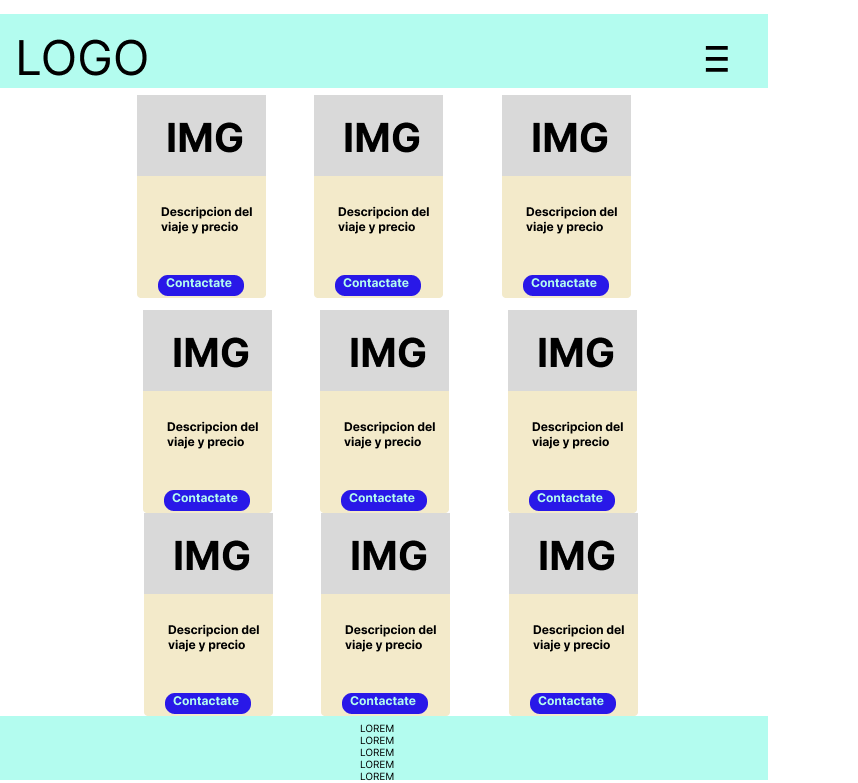 LOGO
IMG IMG IMG
Descripcion del Descripcion del Descripcion del
viaje y precio viaje y precio viaje y precio
Contactate Contactate Contactate
IMG IMG IMG
Descripcion del Descripcion del Descripcion del
viaje y precio viaje y precio viaje y precio
Contactate Contactate Contactate
IMG IMG IMG
Descripcion del Descripcion del Descripcion del
viaje y precio viaje y precio viaje y precio
Contactate Contactate Contactate
LOREM
LOREM
LOREM
LOREM
LOREM